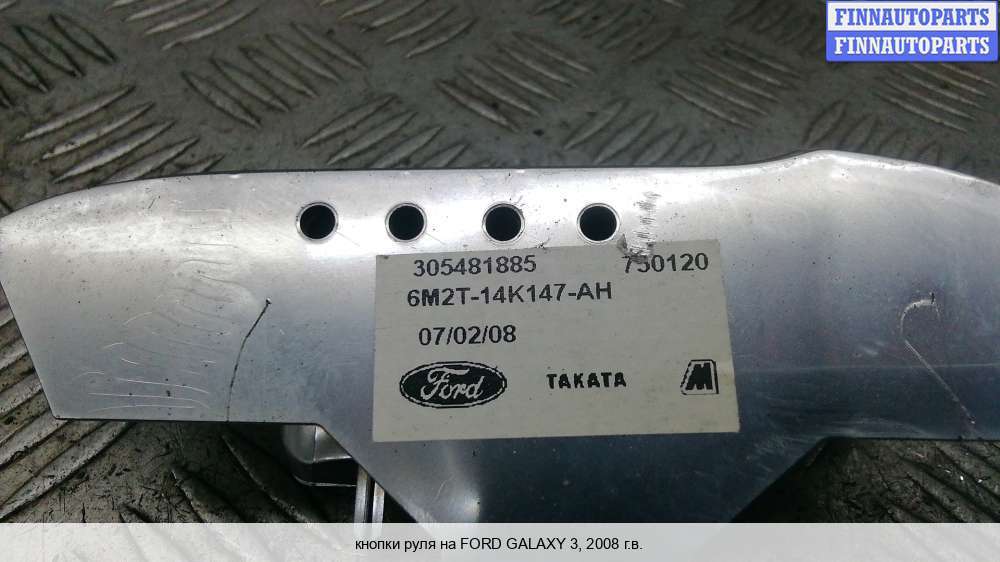 FINNAUTOPARTS
FINNAUTOPARTS
305481885 750120
6M2T-14K147-AH
07/02/08
Ford TAKATA M
кнопки руля на FORD GALAXY 3, 2008 г.в.